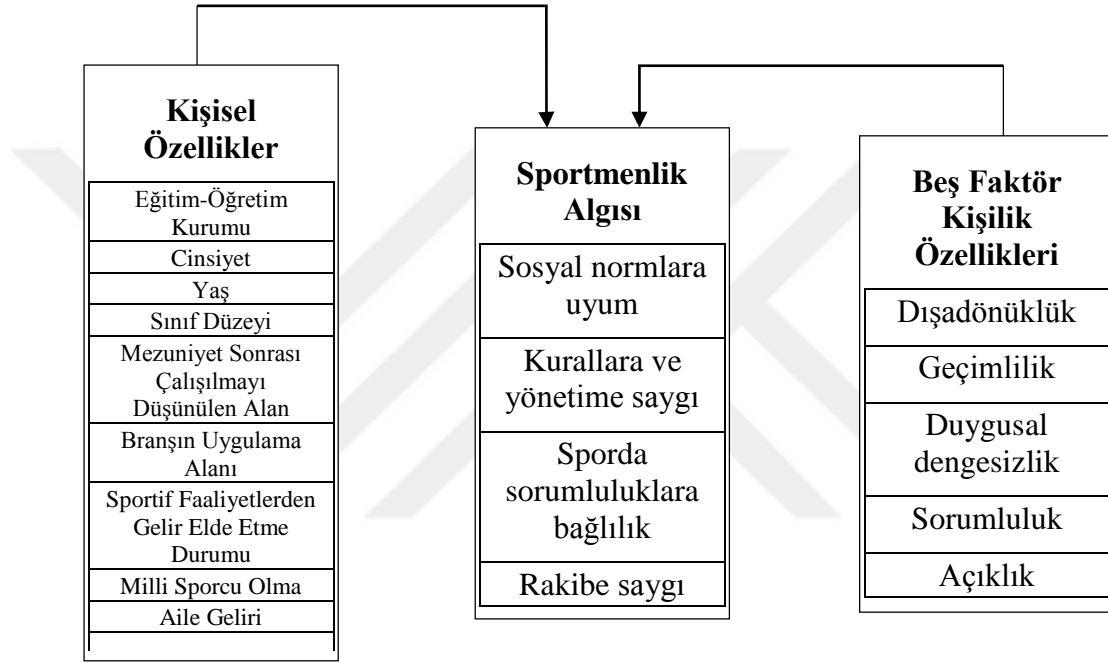 Kişisel
Özellikler
Eğitim-Öğretim
Kurumu
Cinsiyet
Yaş
Sınıf Düzeyi
Mezuniyet Sonrası
Çalışılmayı
Düşünülen Alan
Branşın Uygulama
Alanı
Sportif Faaliyetlerden
Gelir Elde Etme
Durumu
Milli Sporcu Olma
Aile Geliri
Sportmenlik
Algısı
Sosyal normlara
uyum
Kurallara ve
yönetime saygı
Sporda
sorumluluklara
bağlılık
Rakibe saygı
Beş Faktör
Kişilik
Özellikleri
Dışadönüklük
Geçimlilik
Duygusal
dengesizlik
Sorumluluk
Açıklık